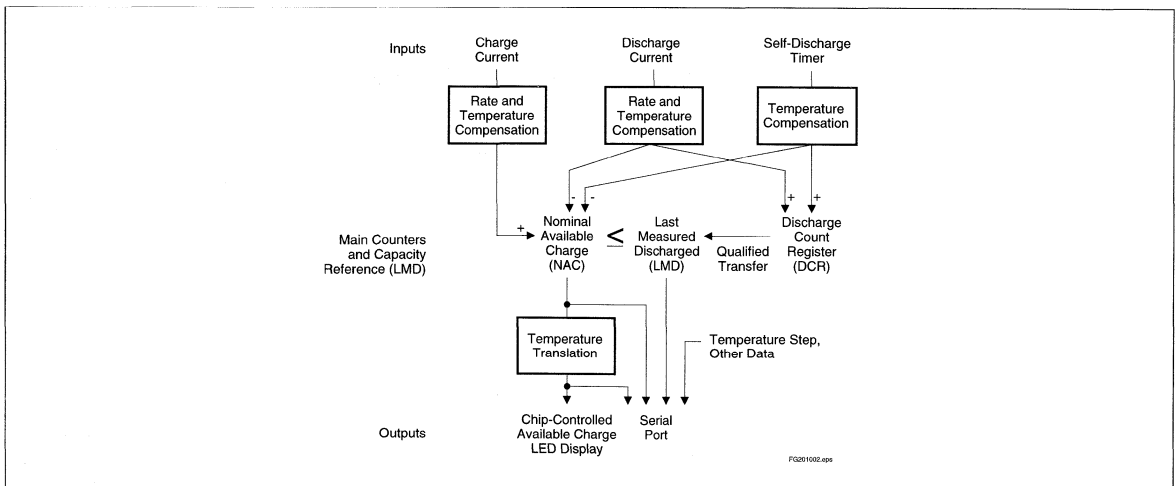 Inputs
Charge
Current
Discharge
Current
Self-Discharge
Timer
Rate and
Temperature
Compensation
Rate and
Temperature
Compensation
Temperature
Compensation
- -
+ +
Main Counters
and Capacity
Reference (LMD)
+
Nominal
Available
Charge
(NAC)
≤
Last
Measured
Discharged
(LMD)
Qualified
Transfer
Discharge
Count
Register
(DCR)
Temperature
Translation
Temperature Step,
Other Data
Outputs
Chip-Controlled
Available Charge
LED Display
Serial
Port
FG201002.eps